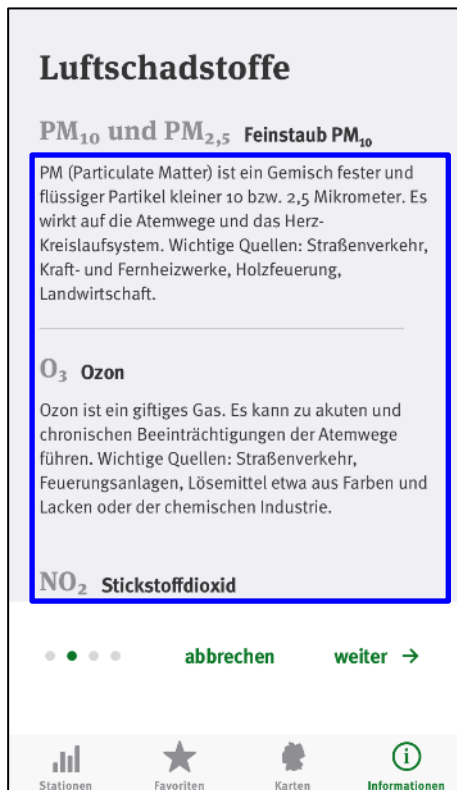 Luftschadstoffe
PM₁₀ und PM₂,₅ Feinstaub PM₁₀
PM (Particulate Matter) ist ein Gemisch fester und
flüssiger Partikel kleiner 10 bzw. 2,5 Mikrometer. Es
wirkt auf die Atemwege und das Herz-
Kreislaufsystem. Wichtige Quellen: Straßenverkehr,
Kraft- und Fernheizwerke, Holzfeuerung,
Landwirtschaft.
O₃ Ozon
Ozon ist ein giftiges Gas. Es kann zu akuten und
chronischen Beeinträchtigungen der Atemwege
führen. Wichtige Quellen: Straßenverkehr,
Feuerungsanlagen, Lösemittel etwa aus Farben und
Lacken oder der chemischen Industrie.
NO₂ Stickstoffdioxid
abbrechen weiter →
Stationen Favoriten Karten Informationen